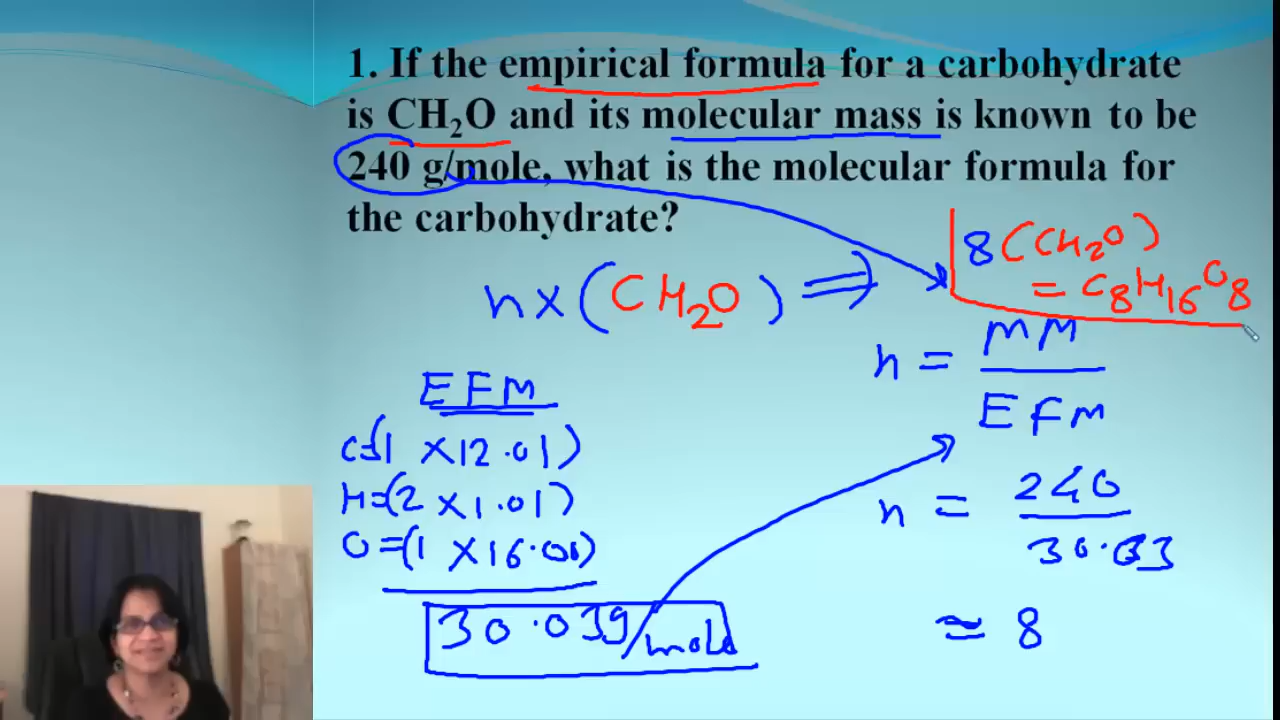 1. If the empirical formula for a carbohydrate
is CH₂O and its molecular mass is known to be
240 g/mole, what is the molecular formula for
the carbohydrate?
8(CH₂O)
= C₈H₁₆O₈
n × (CH₂O) ⇒
n = MM
EFM
EFM
C=(1 × 12.01)
H=(2 × 1.01)
O=(1 × 16.00)
30.03g/mole
n = 240
30.03
≈ 8